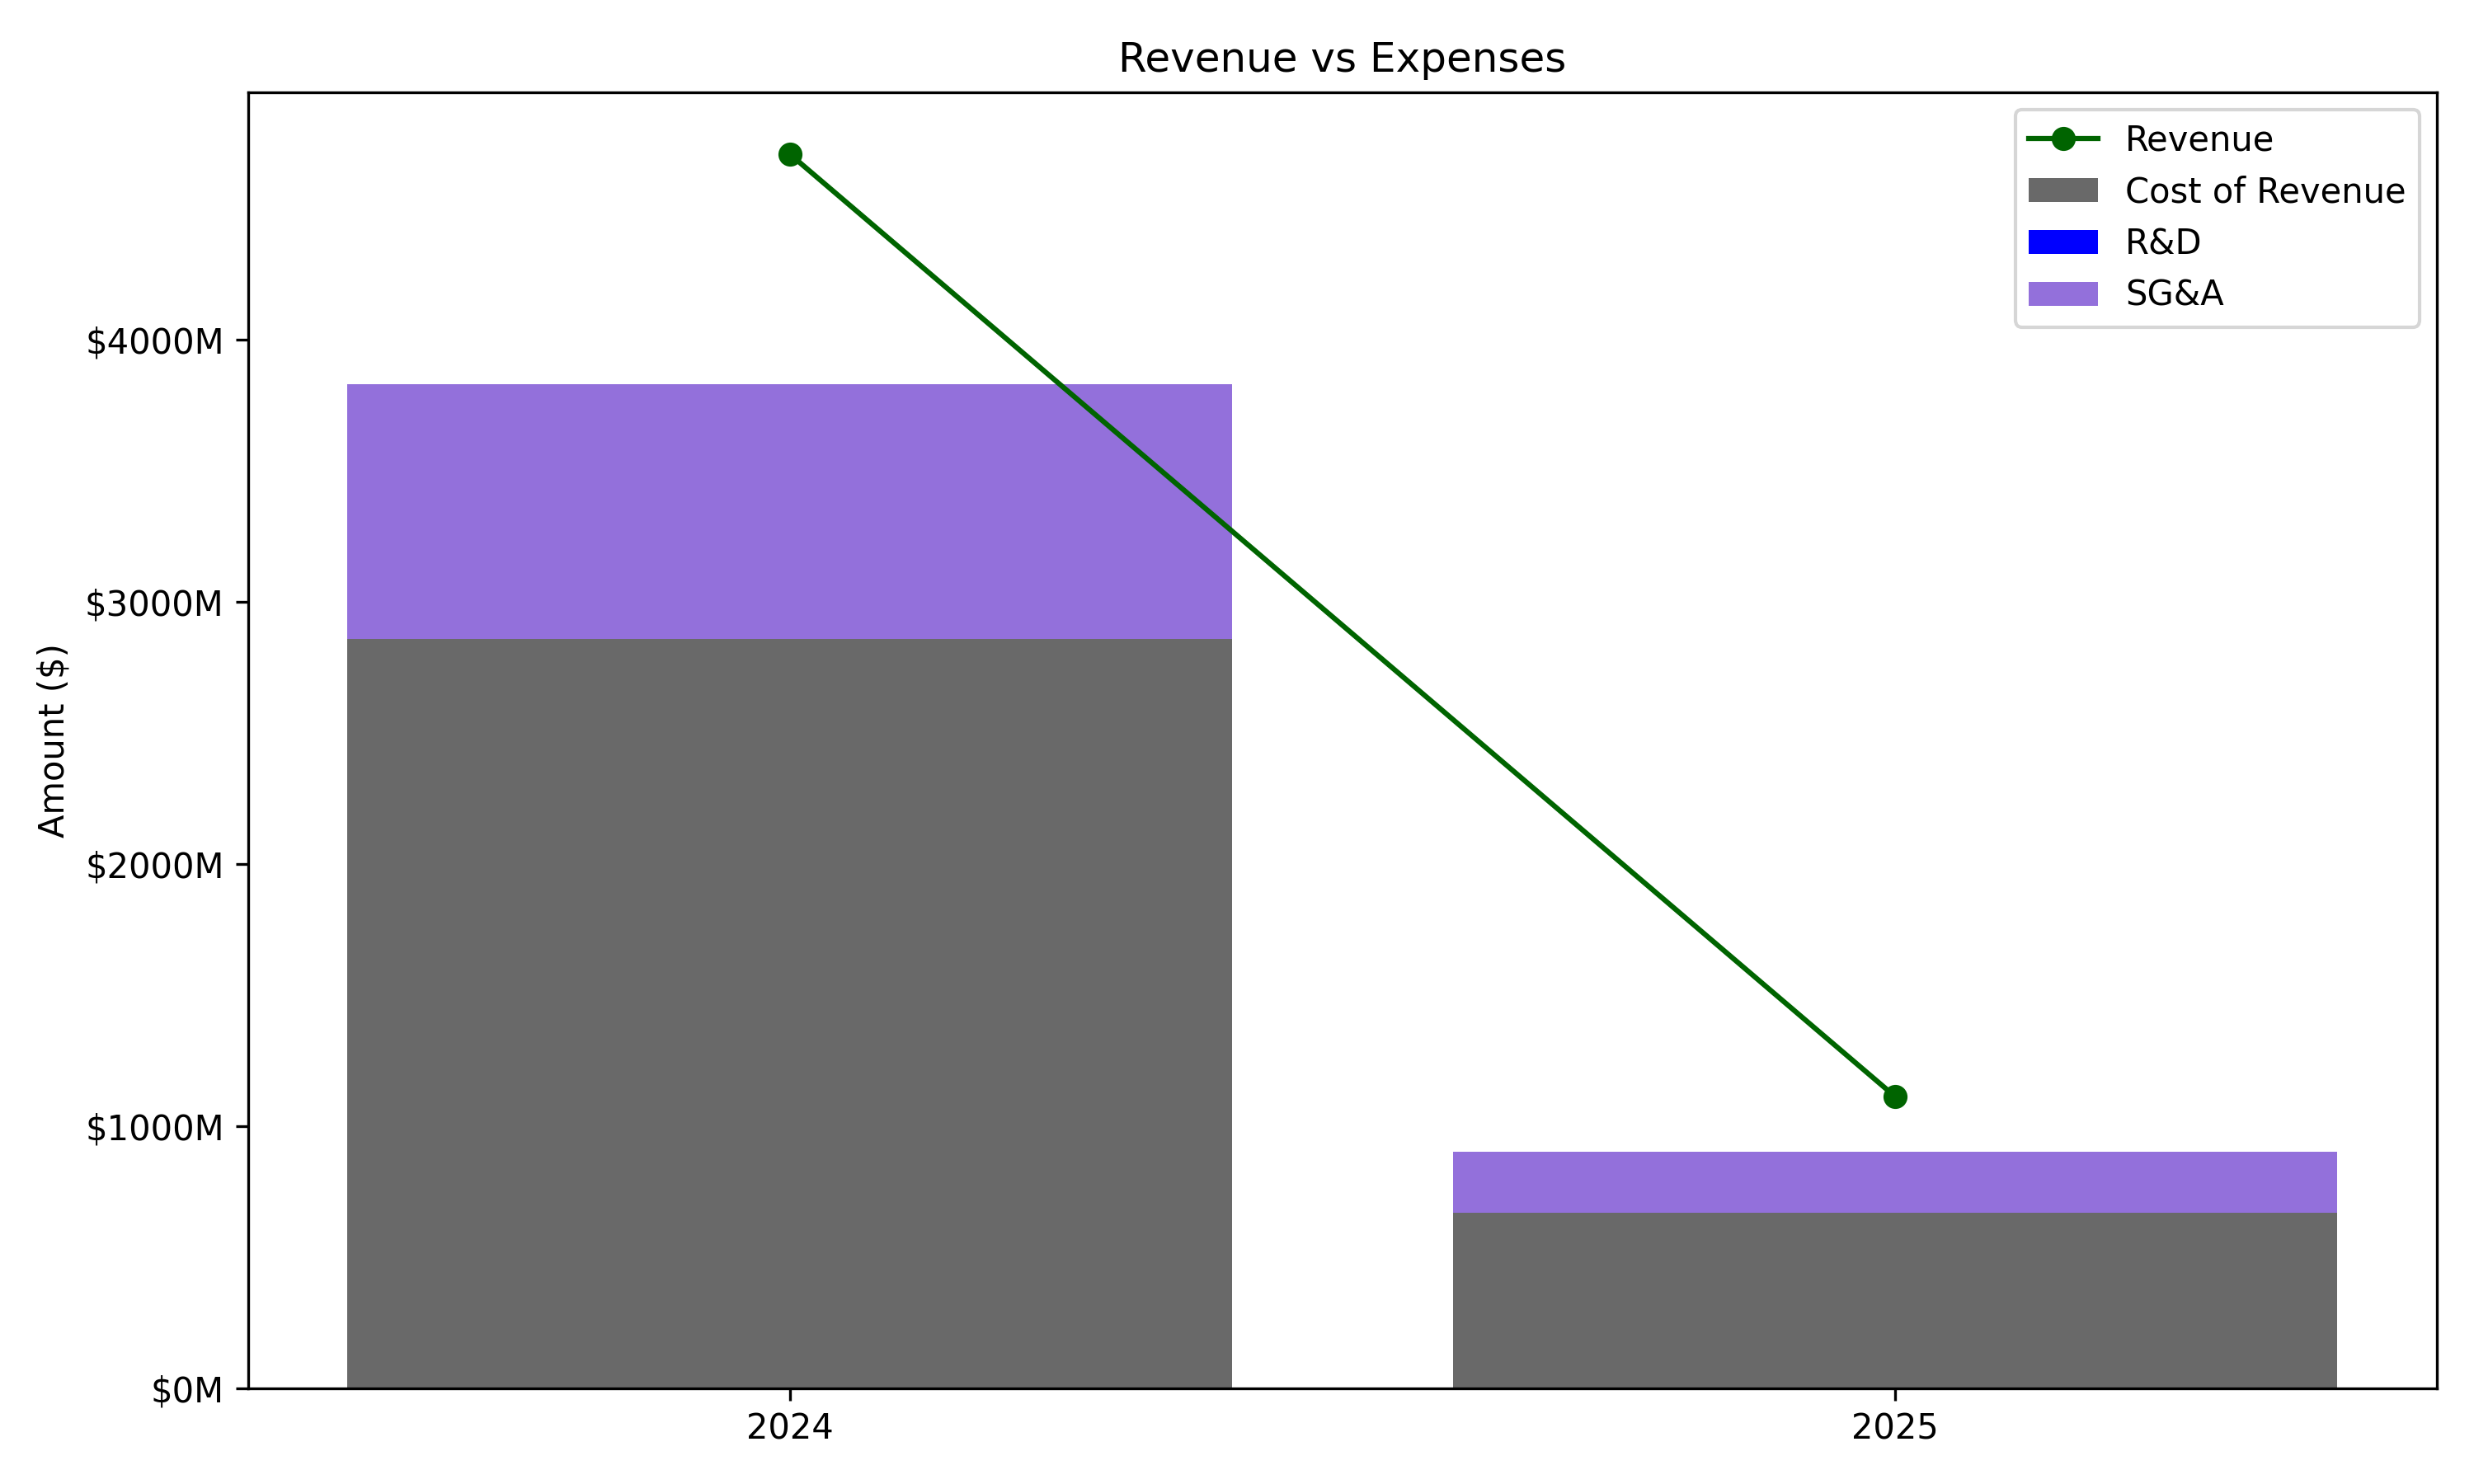 Revenue vs Expenses
Revenue
Cost of Revenue
R&D
SG&A
Amount ($)
$4000M
$3000M
$2000M
$1000M
$0M
2024
2025